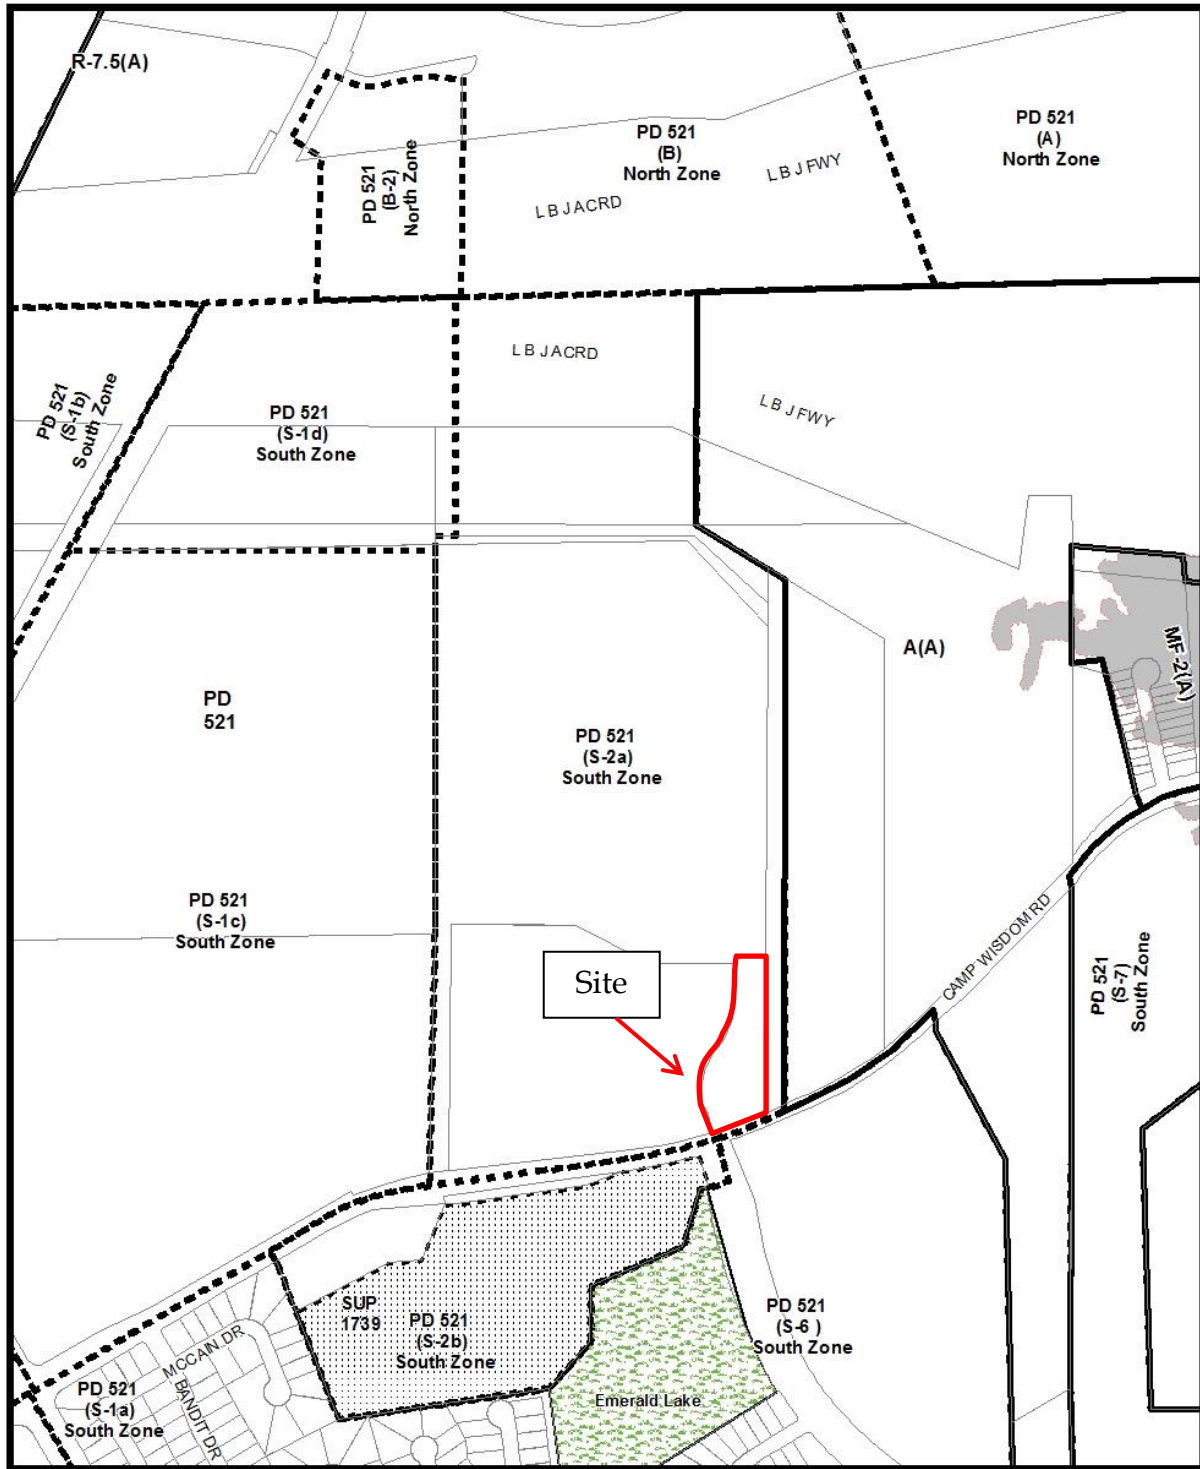 R-7.5(A)
PD 521
(B-2)
North Zone
PD 521
(B)
North Zone
L B J FWY
L B J ACRD
PD 521
(A)
North Zone
L B J ACRD
L B J FWY
PD 521
(S-1b)
South Zone
PD 521
(S-1d)
South Zone
A(A)
MF-2(A)
PD
521
PD 521
(S-2a)
South Zone
PD 521
(S-1c)
South Zone
Site
CAMP WISDOM RD
PD 521
(S-7)
South Zone
SUP
1739
PD 521
(S-2b)
South Zone
PD 521
(S-6 )
South Zone
MCCAIN DR
BANDIT DR
PD 521
(S-1a)
South Zone
Emerald Lake